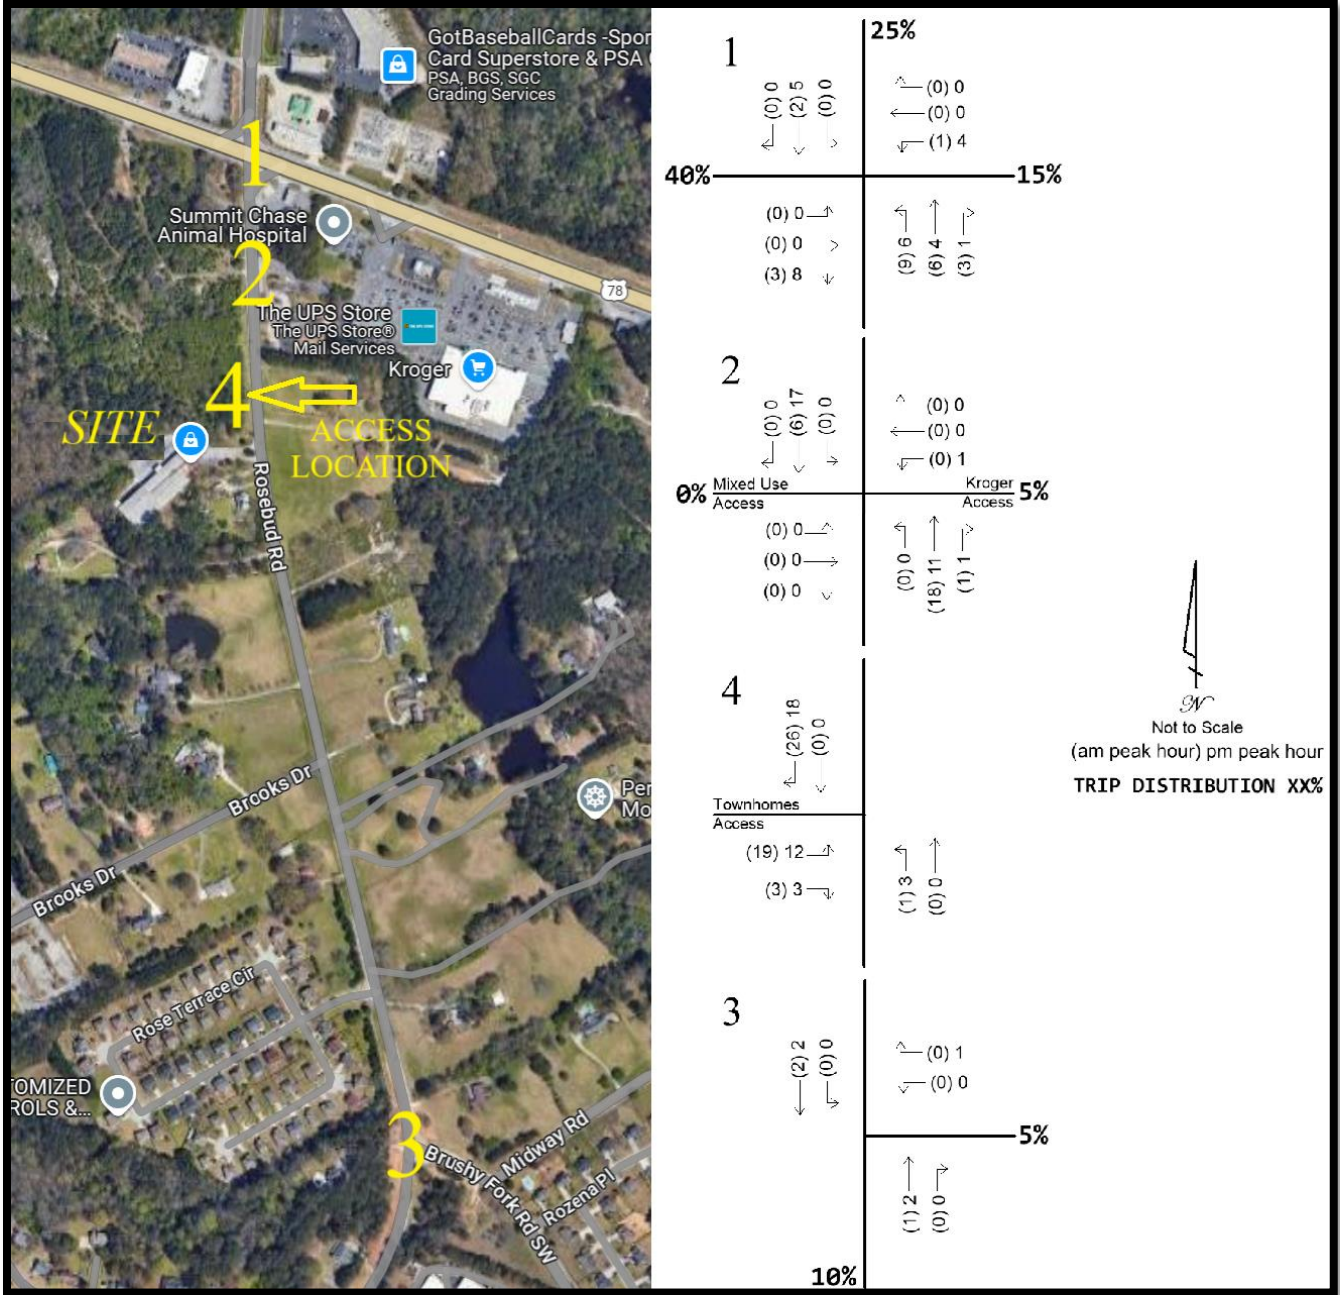 GotBaseballCards -Spor
Card Superstore & PSA
PSA, BGS, SGC
Grading Services
1
Summit Chase
Animal Hospital
2
78
The UPS Store
The UPS Store®
Mail Services
Kroger
4
SITE
ACCESS
LOCATION
Rosebud Rd
Brooks Dr
Brooks Dr
Per
Mo
Rose Terrace Cir
TOMIZED
ROLS &...
3
Midway Rd
Brushy Fork Rd SW
Rozena Pl
1
25%
(0) 0
(2) 5
(0) 0
(0) 0
(0) 0
(1) 4
40%
15%
(0) 0
(0) 0
(3) 8
(9) 6
(6) 4
(3) 1
2
(0) 0
(6) 17
(0) 0
(0) 0
(0) 0
(0) 1
0%
Mixed Use
Access
Kroger
Access
5%
(0) 0
(0) 0
(0) 0
(0) 0
(18) 11
(1) 1
4
(26) 18
(0) 0
Townhomes
Access
(19) 12
(3) 3
(1) 3
(0) 0
3
(2) 2
(0) 0
(0) 1
(0) 0
5%
(1) 2
(0) 0
10%
N
Not to Scale
(am peak hour) pm peak hour
TRIP DISTRIBUTION XX%